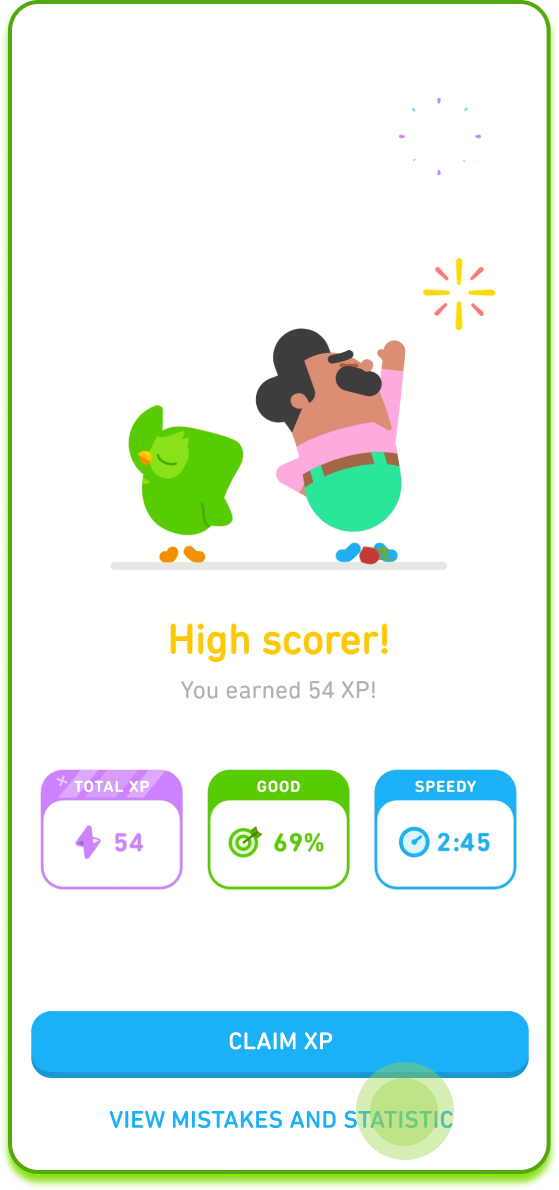 High scorer!
You earned 54 XP!
TOTAL XP
GOOD
SPEEDY
54
69%
2:45
CLAIM XP
VIEW MISTAKES AND STATISTIC